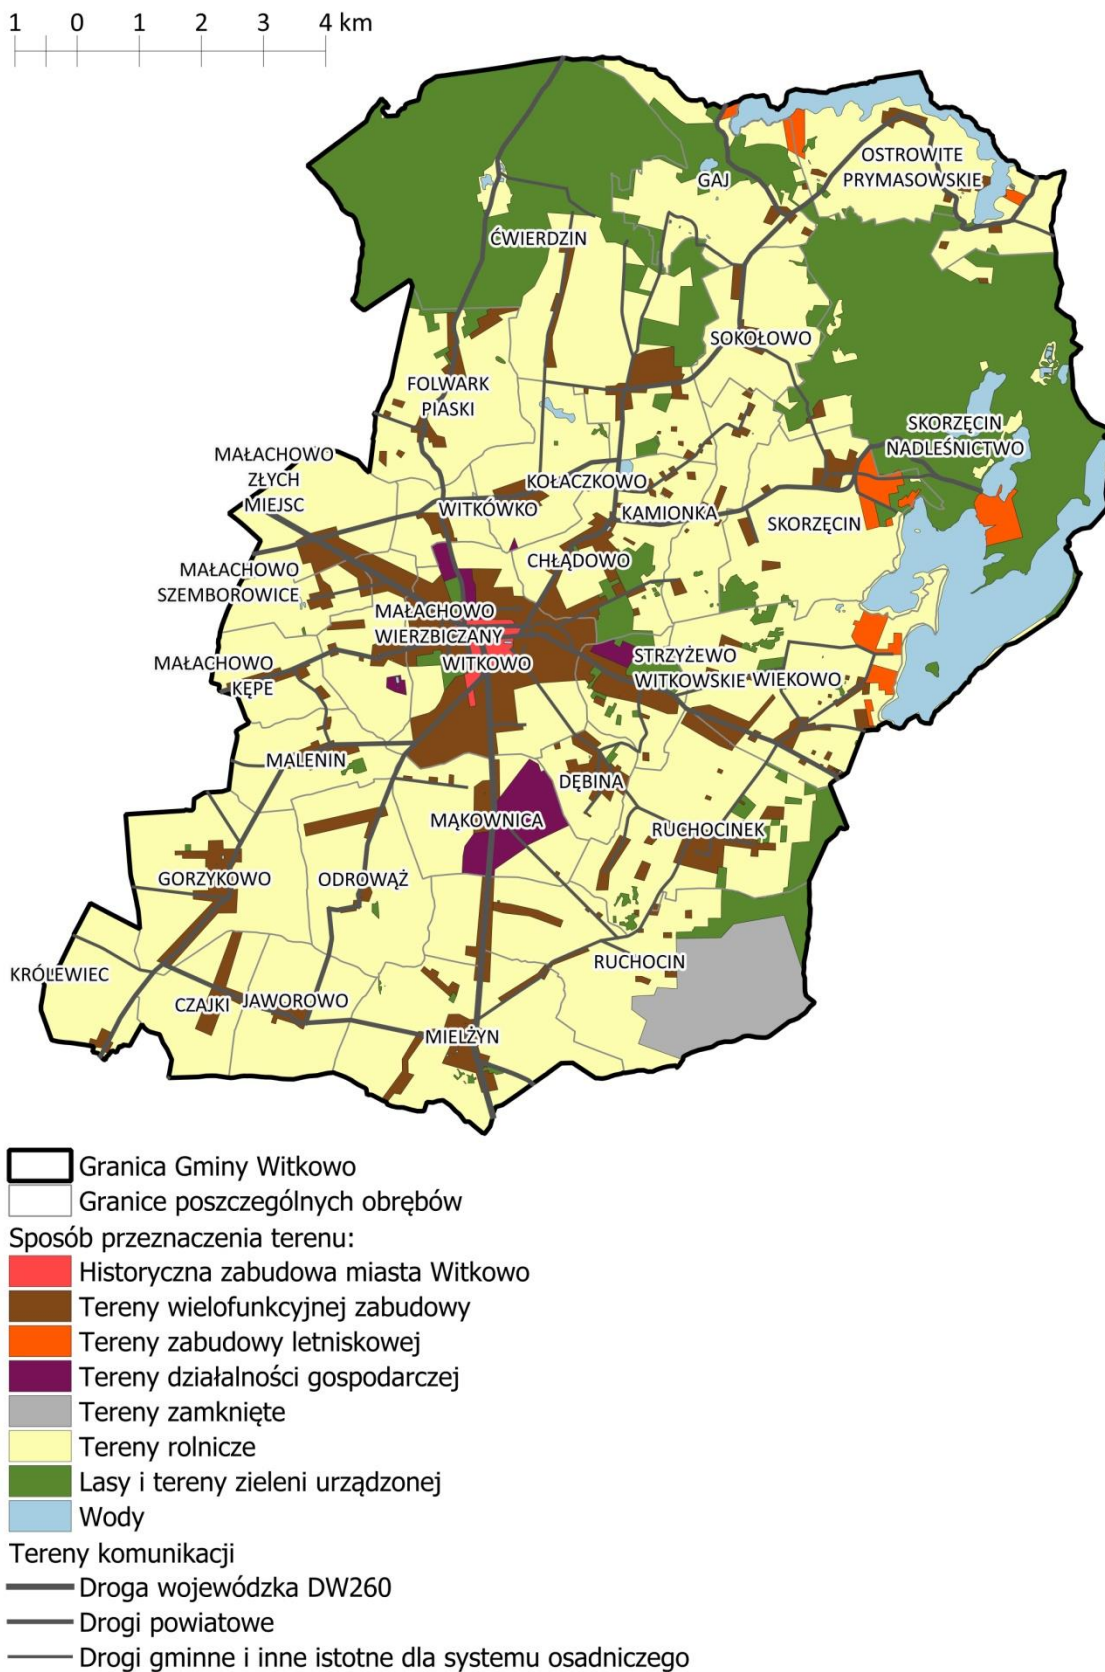 1 0 1 2 3 4 km
OSTROWITE
PRYMASOWSKIE
GAJ
ĆWIERDZIN
SOKOŁOWO
FOLWARK
PIASKI
SKORZĘCIN
NADLEŚNICTWO
MAŁACHOWO
ZŁYCH
MIEJSC
KOŁACZKOWO
WITKÓWKO
KAMIONKA
SKORZĘCIN
CHŁĄDOWO
MAŁACHOWO
SZEMBOROWICE
MAŁACHOWO
WIERZBICZANY
WITKOWO
STRZYŻEWO
WITKOWSKIE
WIEKOWO
MAŁACHOWO
KĘPE
MALENIN
DĘBINA
MĄKOWNICA
RUCHOCINEK
GORZYKOWO
ODROWĄŻ
KRÓLEWIEC
RUCHOCIN
CZAJKI
JAWOROWO
MIELŻYN
Granica Gminy Witkowo
Granice poszczególnych obrębów
Sposób przeznaczenia terenu:
Historyczna zabudowa miasta Witkowo
Tereny wielofunkcyjnej zabudowy
Tereny zabudowy letniskowej
Tereny działalności gospodarczej
Tereny zamknięte
Tereny rolnicze
Lasy i tereny zieleni urządzonej
Wody
Tereny komunikacji
Droga wojewódzka DW260
Drogi powiatowe
Drogi gminne i inne istotne dla systemu osadniczego